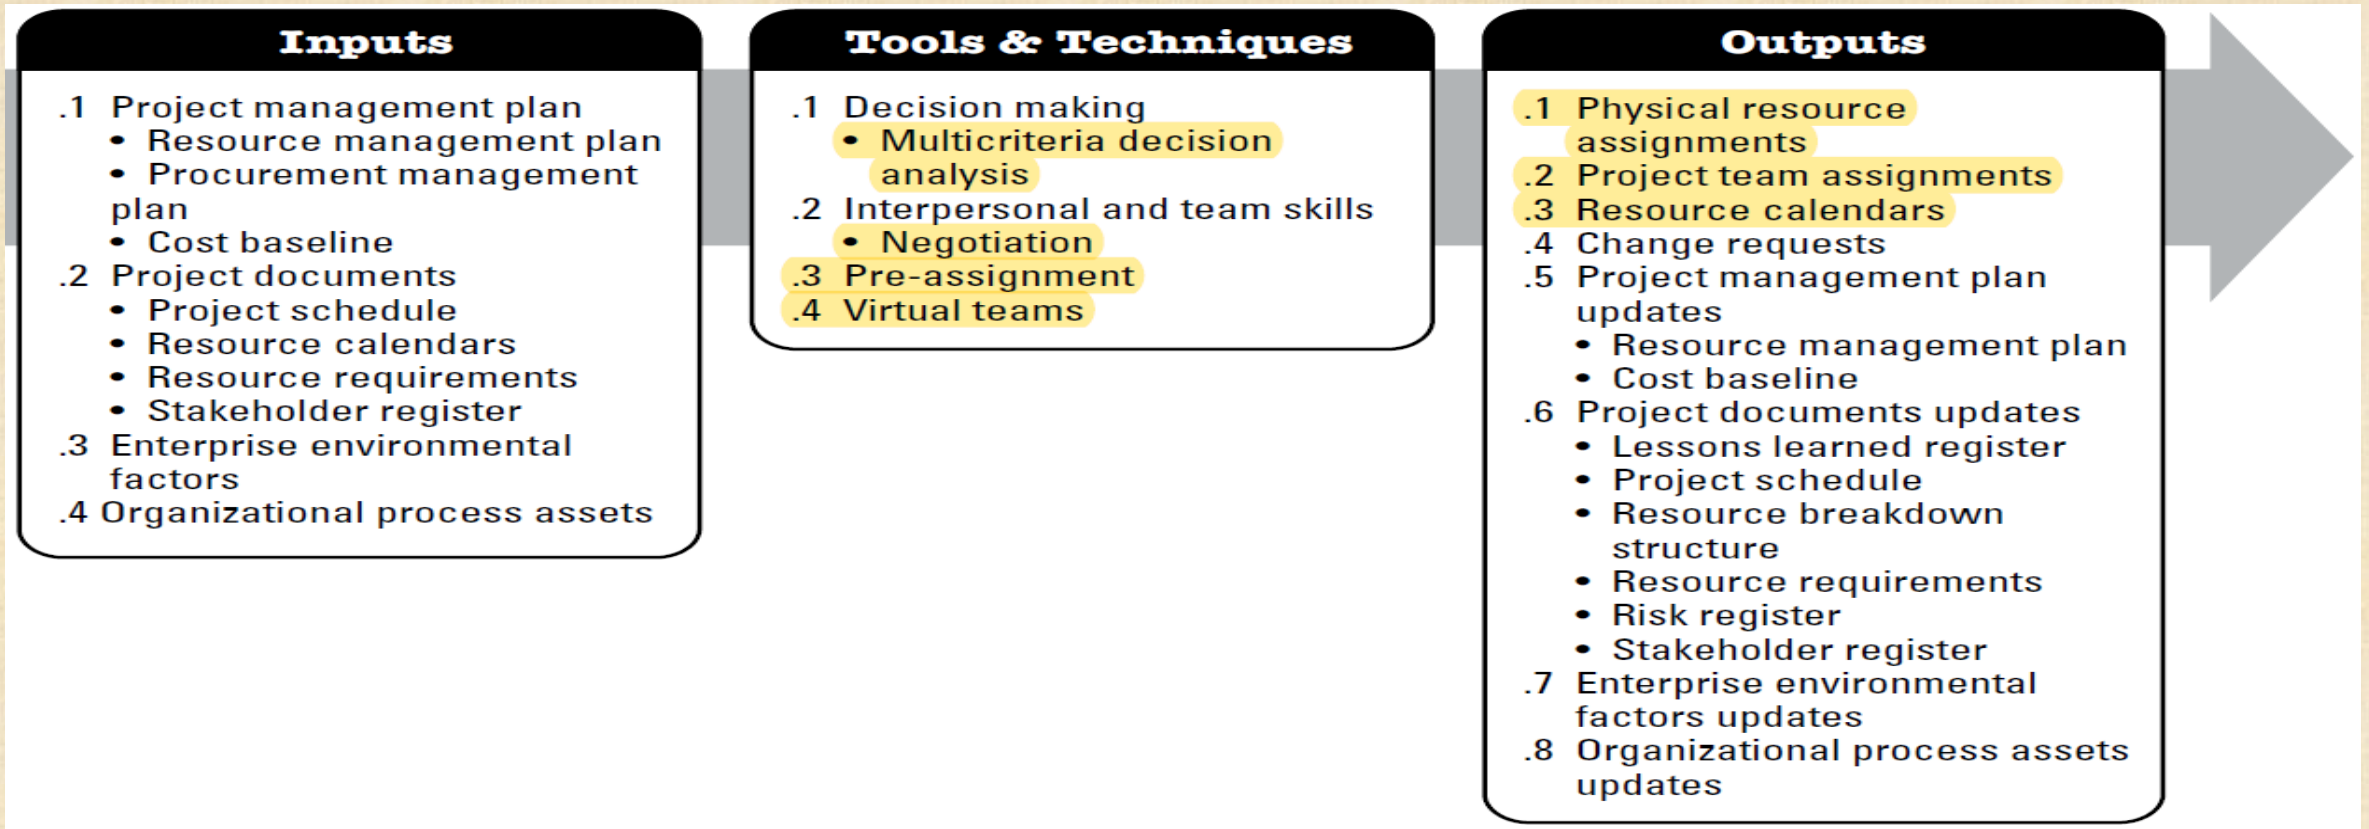 Inputs
.1 Project management plan
• Resource management plan
• Procurement management
plan
• Cost baseline
.2 Project documents
• Project schedule
• Resource calendars
• Resource requirements
• Stakeholder register
.3 Enterprise environmental
factors
.4 Organizational process assets
Tools & Techniques
.1 Decision making
• Multicriteria decision
analysis
.2 Interpersonal and team skills
• Negotiation
.3 Pre-assignment
.4 Virtual teams
Outputs
.1 Physical resource
assignments
.2 Project team assignments
.3 Resource calendars
.4 Change requests
.5 Project management plan
updates
• Resource management plan
• Cost baseline
.6 Project documents updates
• Lessons learned register
• Project schedule
• Resource breakdown
structure
• Resource requirements
• Risk register
• Stakeholder register
.7 Enterprise environmental
factors updates
.8 Organizational process assets
updates